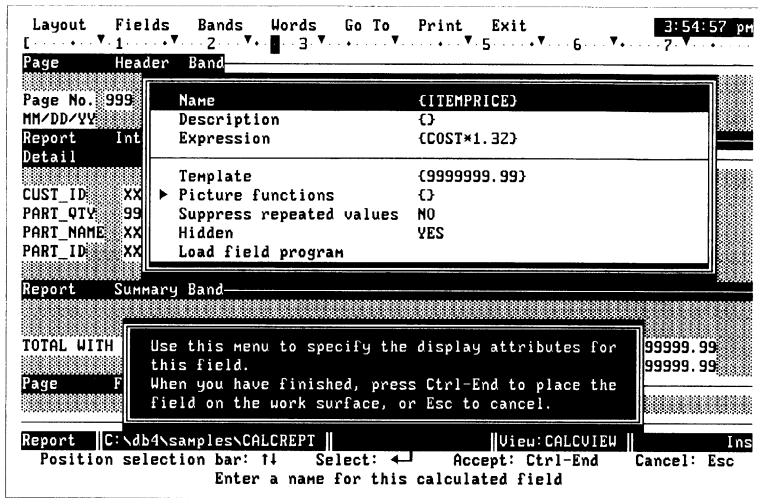 Layout Fields Bands Words Go To Print Exit 3:54:57 pm
[·····▼·1·····▼···2···▼···3·▼·······▼·······▼·5·······6···▼·····7·▼
Page Header Band
Page No. 999
MM/DD/YY
Report Int
Detail
CUST_ID XX
PART_QTY 99
PART_NAME XX
PART_ID XX
Name {ITEMPRICE}
Description {}
Expression {COST*1.32}
Template {9999999.99}
▶ Picture functions {}
Suppress repeated values NO
Hidden YES
Load field program
Report Summary Band
TOTAL WITH
99999.99
99999.99
Page F
Use this menu to specify the display attributes for
this field.
When you have finished, press Ctrl-End to place the
field on the work surface, or Esc to cancel.
Report C:\db4\samples\CALCREPT View:CALCVIEW Ins
Position selection bar: ↑↓ Select: ↵ Accept: Ctrl-End Cancel: Esc
Enter a name for this calculated field